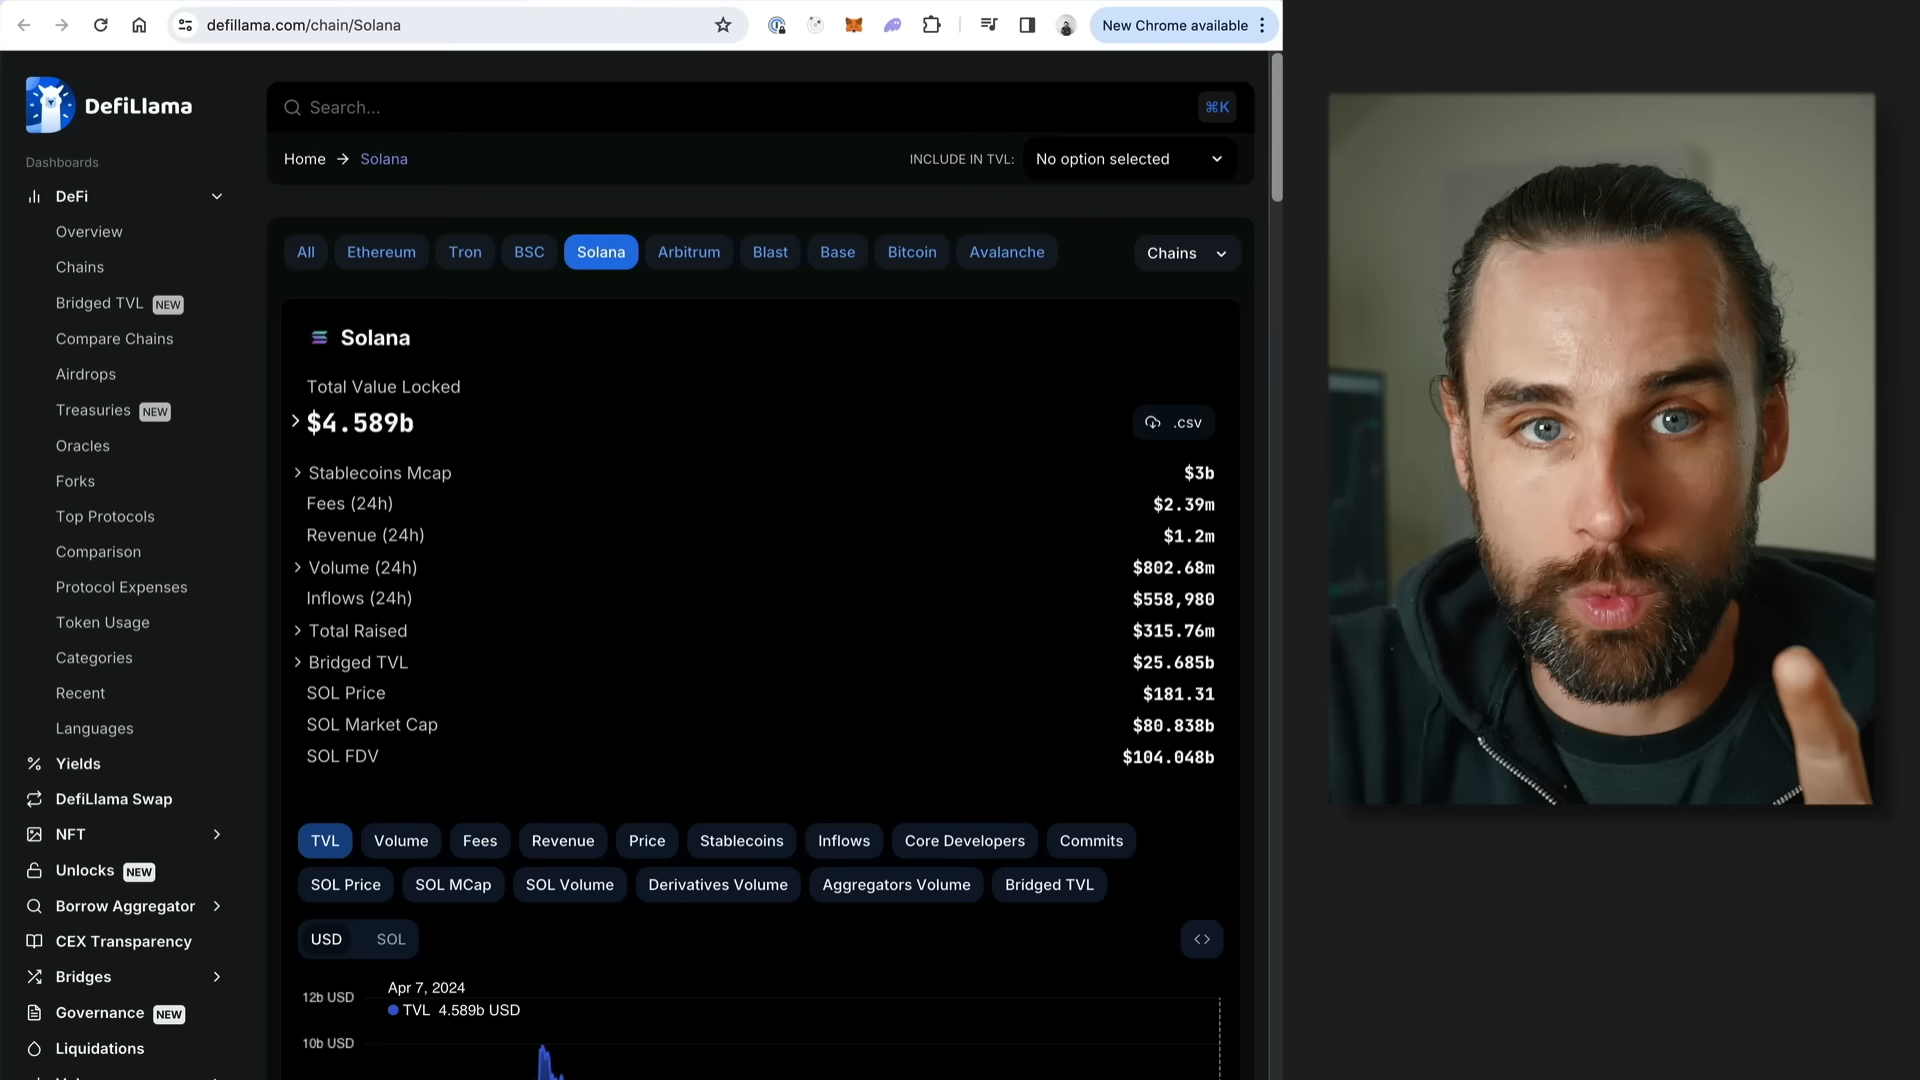 defillama.com/chain/Solana
New Chrome available
DefiLlama
Search...
⌘K
Home → Solana
INCLUDE IN TVL:
No option selected
Dashboards
DeFi
Overview
Chains
Bridged TVL NEW
Compare Chains
Airdrops
Treasuries NEW
Oracles
Forks
Top Protocols
Comparison
Protocol Expenses
Token Usage
Categories
Recent
Languages
Yields
DefiLlama Swap
NFT
Unlocks NEW
Borrow Aggregator
CEX Transparency
Bridges
Governance NEW
Liquidations
All Ethereum Tron BSC Solana Arbitrum Blast Base Bitcoin Avalanche
Chains
Solana
Total Value Locked
$4.589b
.csv
Stablecoins Mcap $3b
Fees (24h) $2.39m
Revenue (24h) $1.2m
Volume (24h) $802.68m
Inflows (24h) $558,980
Total Raised $315.76m
Bridged TVL $25.685b
SOL Price $181.31
SOL Market Cap $80.838b
SOL FDV $104.048b
TVL Volume Fees Revenue Price Stablecoins Inflows Core Developers Commits
SOL Price SOL MCap SOL Volume Derivatives Volume Aggregators Volume Bridged TVL
USD SOL
Apr 7, 2024
12b USD
TVL 4.589b USD
10b USD